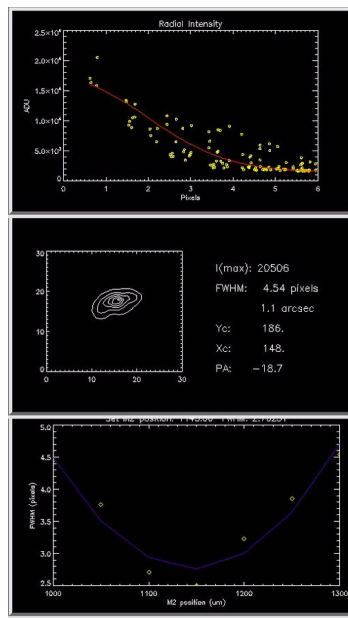 Radial Intensity
2.5×10⁴
2.0×10⁴
1.5×10⁴
1.0×10⁴
5.0×10³
0
ADU
0 1 2 3 4 5 6
Pixels
30
20
10
0
0 10 20 30
I(max): 20506
FWHM: 4.54 pixels
1.1 arcsec
Yc: 186.
Xc: 148.
PA: −18.7
M2 position: FWHM:
5.0
4.5
4.0
3.5
3.0
2.5
FWHM (pixels)
1000 1100 1200 1300
M2 position (um)